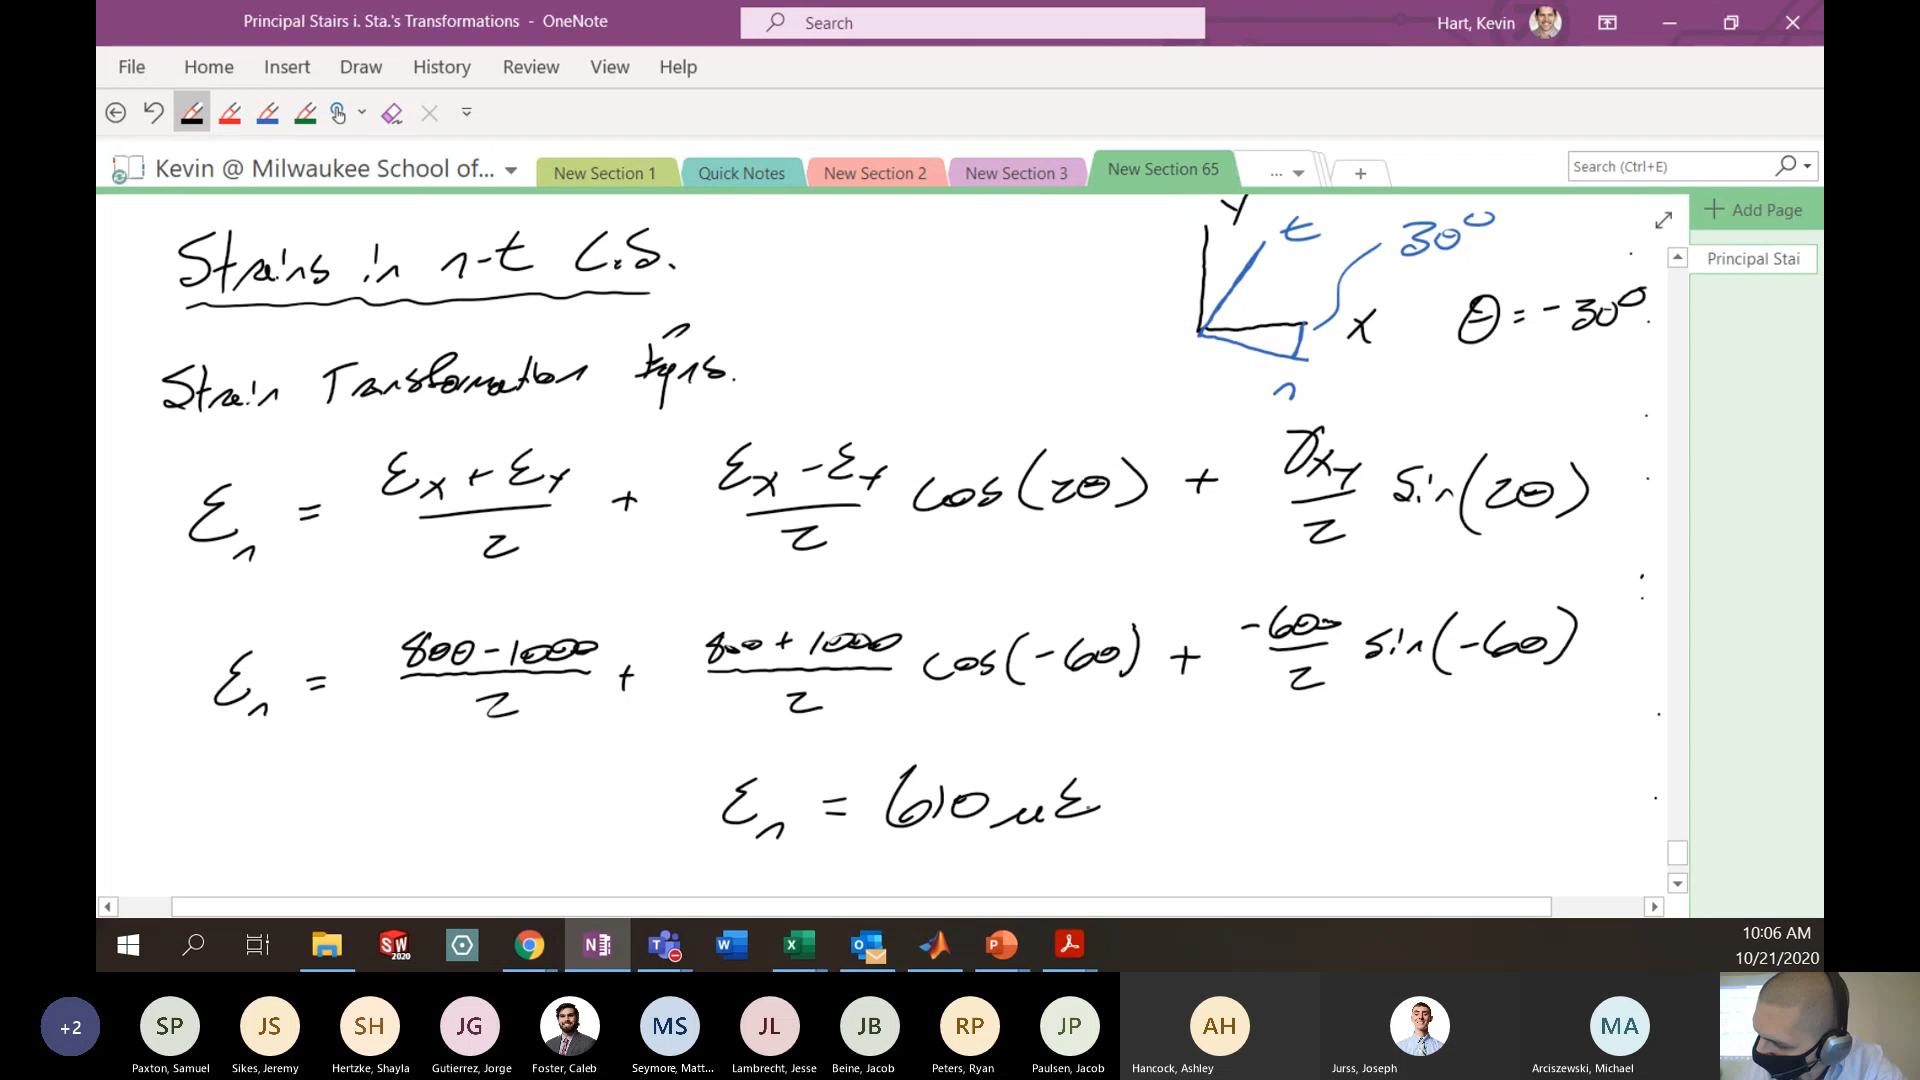 Principal Stairs i. Sta.'s Transformations - OneNote
Search
Hart, Kevin
File Home Insert Draw History Review View Help
Kevin @ Milwaukee School of...
New Section 1
Quick Notes
New Section 2
New Section 3
New Section 65
...
Search (Ctrl+E)
Add Page
Principal Stai
Strains in n-t C.S.
y
t
30°
x
n
θ = -30°
Strain Transformation Eqns.
εn = (εx + εy)/2 + (εx - εy)/2 cos(2θ) + γxy/2 sin(2θ)
εn = (800 - 1000)/2 + (800 + 1000)/2 cos(-60) + -600/2 sin(-60)
εn = 610 με
10:06 AM
10/21/2020
+2
SP
JS
SH
JG
MS
JL
JB
RP
JP
AH
MA
Paxton, Samuel
Sikes, Jeremy
Hertzke, Shayla
Gutierrez, Jorge
Foster, Caleb
Seymore, Matt...
Lambrecht, Jesse
Beine, Jacob
Peters, Ryan
Paulsen, Jacob
Hancock, Ashley
Jurss, Joseph
Arciszewski, Michael